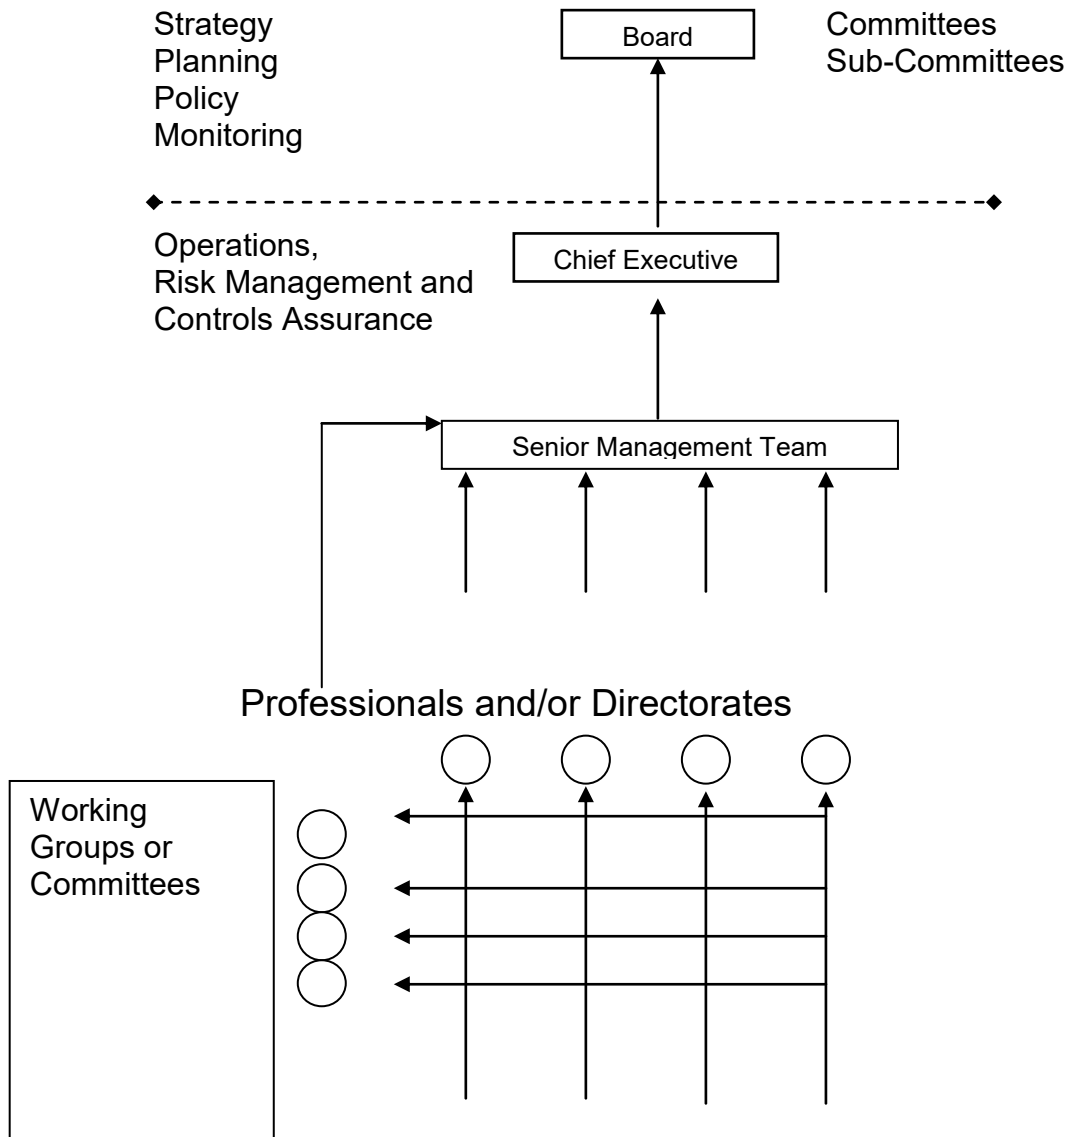 Strategy
Planning
Policy
Monitoring
Board
Committees
Sub-Committees
Operations,
Risk Management and
Controls Assurance
Chief Executive
Senior Management Team
Professionals and/or Directorates
Working
Groups or
Committees